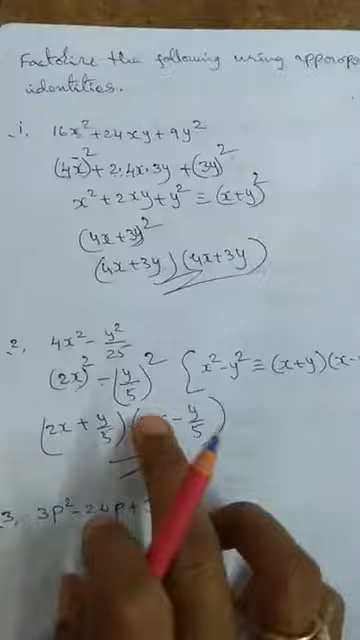 Factorize the following using
identities.
1. 16x² + 24xy + 9y²
(4x)² + 2·4x·3y + (3y)²
x² + 2xy + y² ≡ (x+y)²
(4x+3y)²
(4x+3y)(4x+3y)
2. 4x² - y²/25
(2x)² - (y/5)² [x² - y² ≡ (x+y)(x-
(2x + y/5)( - y/5)
3. 3p² - 24p +